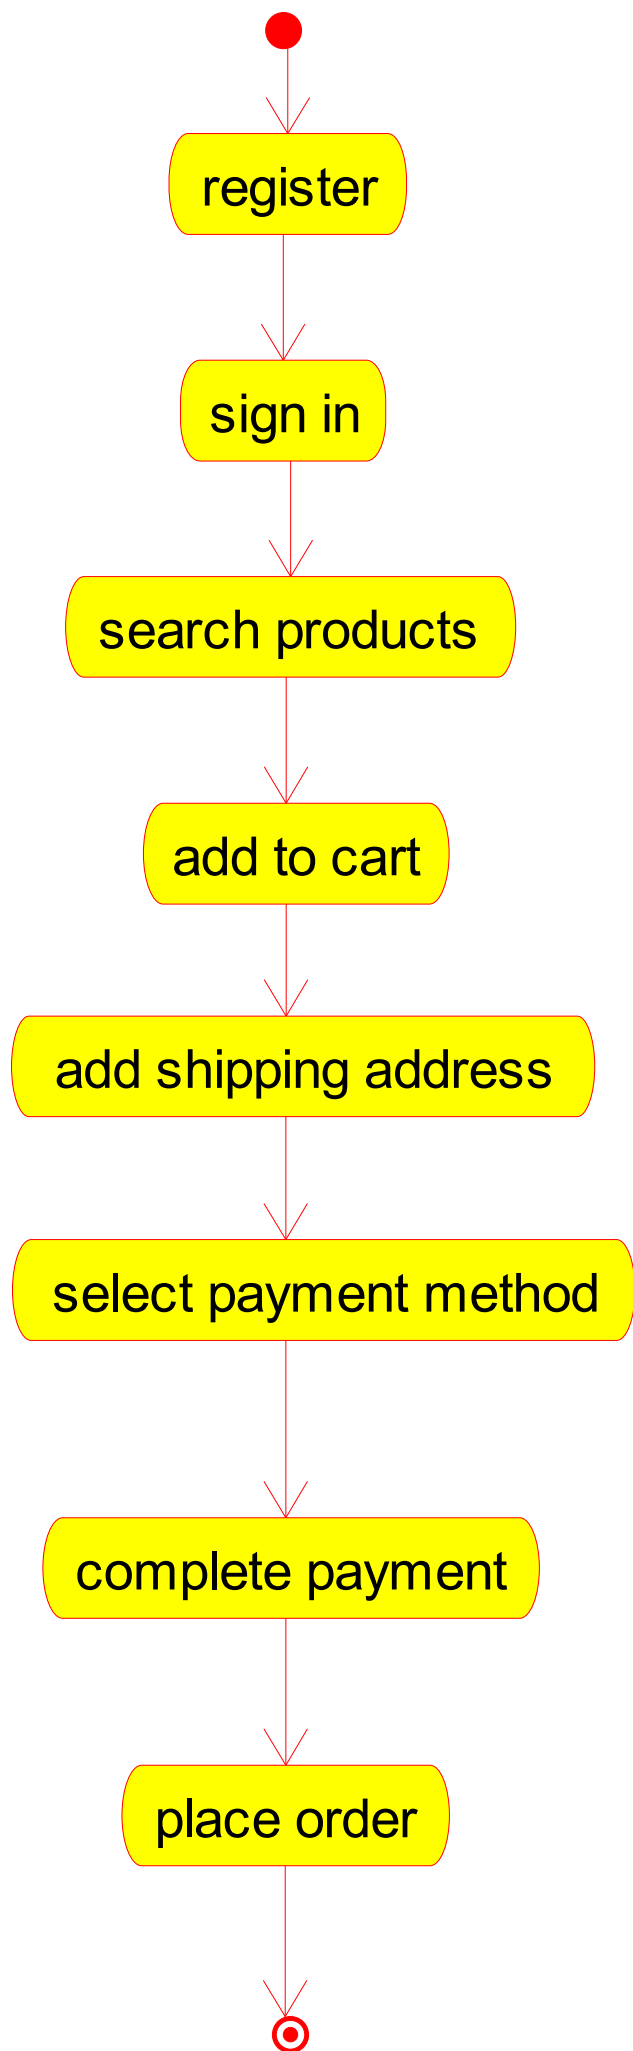 register
sign in
search products
add to cart
add shipping address
select payment method
complete payment
place order